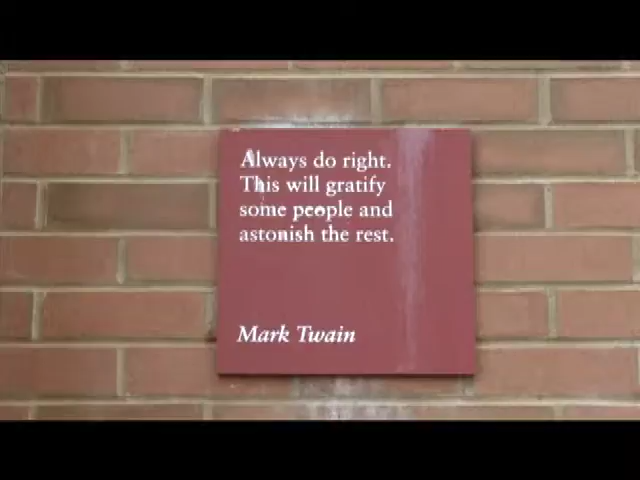 Always do right.
This will gratify
some people and
astonish the rest.
Mark Twain